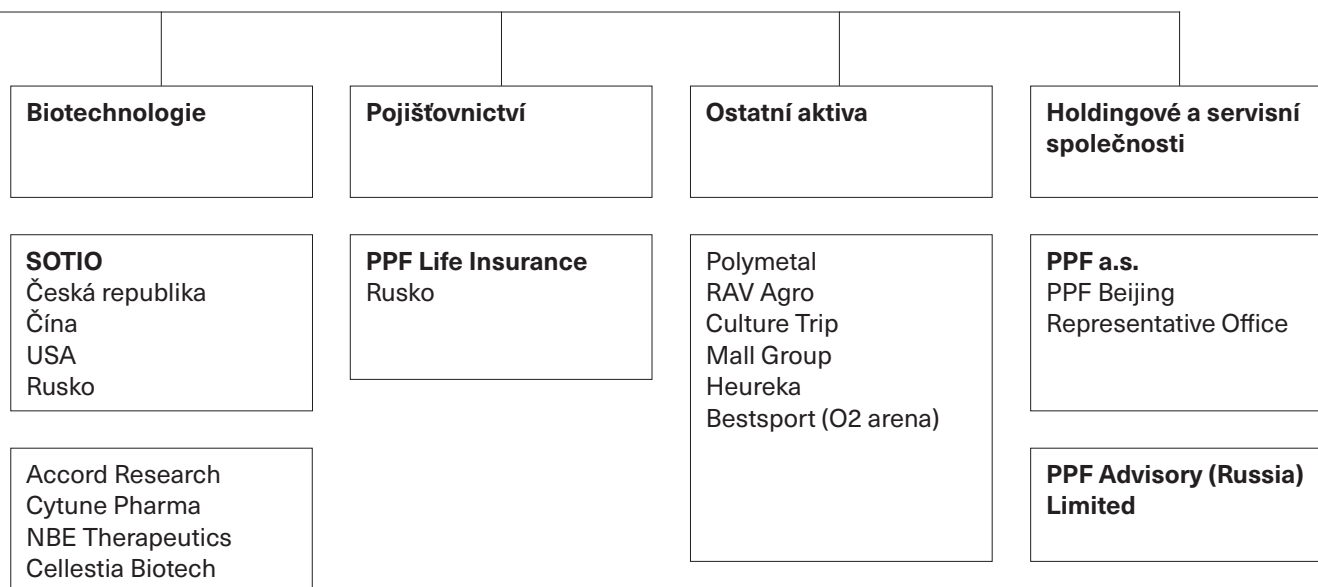 Biotechnologie
Pojišťovnictví
Ostatní aktiva
Holdingové a servisní
společnosti
SOTIO
Česká republika
Čína
USA
Rusko
PPF Life Insurance
Rusko
Polymetal
RAV Agro
Culture Trip
Mall Group
Heureka
Bestsport (O2 arena)
PPF a.s.
PPF Beijing
Representative Office
Accord Research
Cytune Pharma
NBE Therapeutics
Cellestia Biotech
PPF Advisory (Russia)
Limited